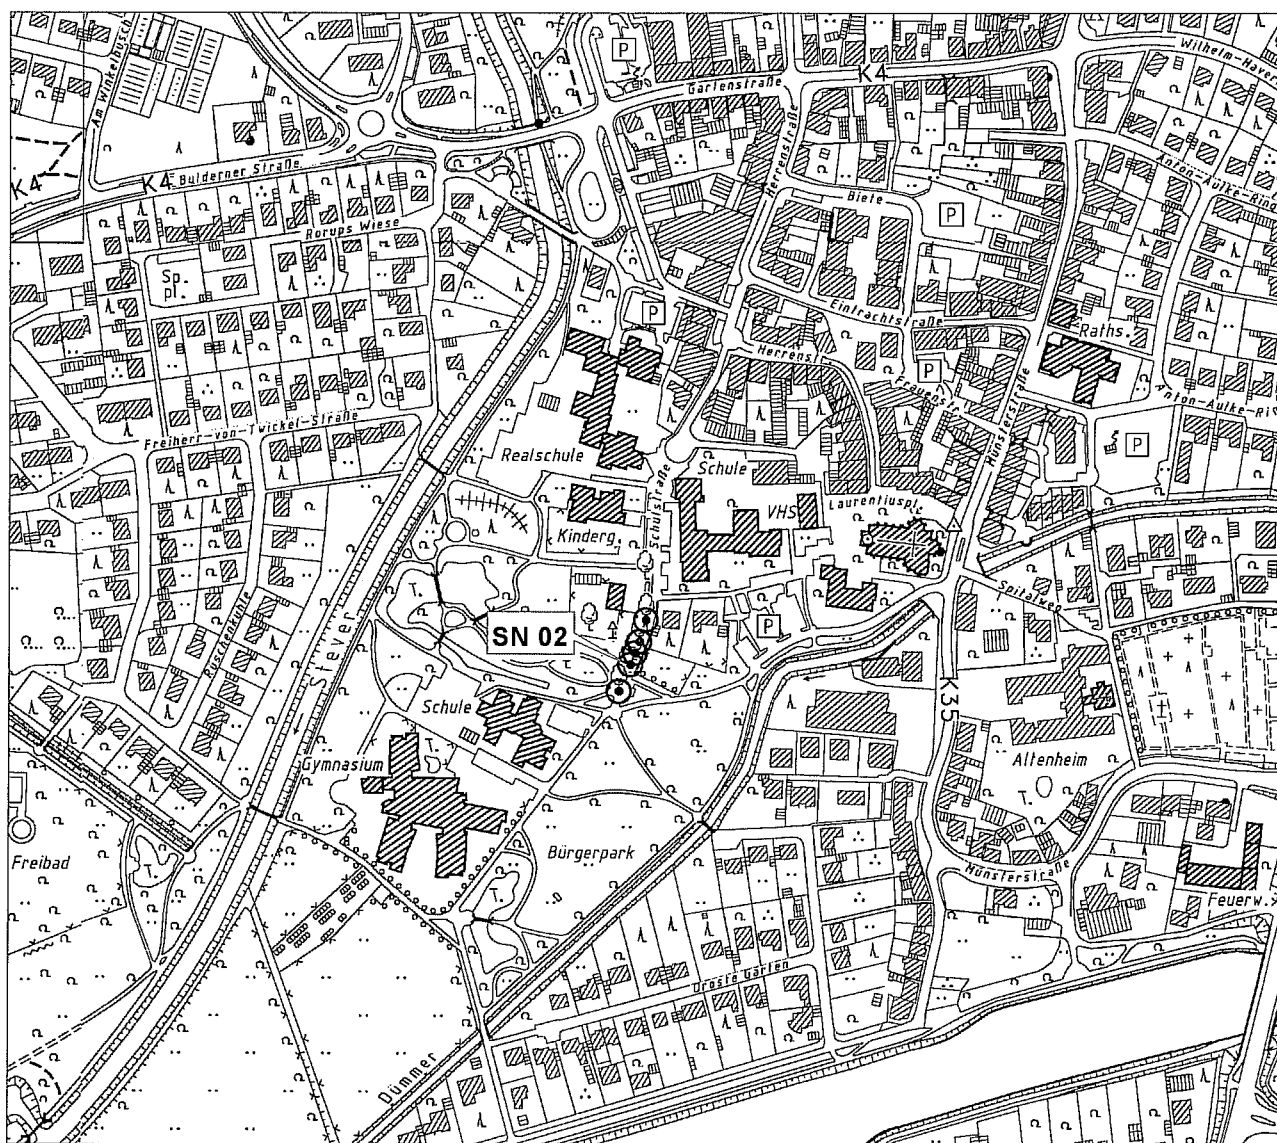 Am Winkelbusch
P
Gartenstraße
K4
Wilhelm-Haver
K4
K4
Bulderner Straße
Herrenstraße
Anton-Aulke-Ring
Rorups Wiese
Biete
P
Sp.
pl.
P
Eintrachtstraße
Raths.
Herrenstr.
P
Frauenstr.
Münsterstraße
Anton-Aulke-Ri
Freiherr-von-Twickel-Straße
P
Realschule
Schule
Schulstraße
VHS
Laurentiuspl.
Kinderg.
Spitalweg
T.
SN 02
P
Stever
T.
K35
Schule
Gymnasium
T.
Altenheim
T.
Freibad
T.
Bürgerpark
Münsterstraße
T.
Feuerw.
Droste Gärten
Dümmer